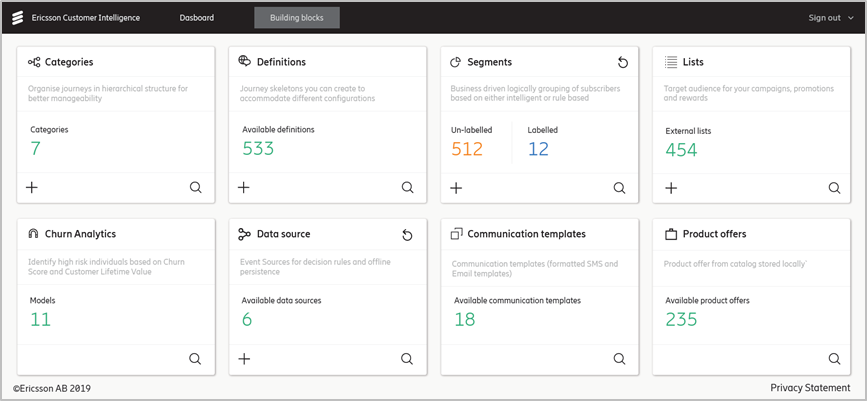 Ericsson Customer Intelligence
Dasboard
Building blocks
Sign out
Categories
Organise journeys in hierarchical structure for
better manageability
Categories
7
Definitions
Journey skeletons you can create to
accommodate different configurations
Available definitions
533
Segments
Business driven logically grouping of subscribers
based on either intelligent or rule based
Un-labelled
Labelled
512
12
Lists
Target audience for your campaigns, promotions
and rewards
External lists
454
Churn Analytics
Identify high risk individuals based on Churn
Score and Customer Lifetime Value
Models
11
Data source
Event Sources for decision rules and offline
persistence
Available data sources
6
Communication templates
Communication templates (formatted SMS and
Email templates)
Available communication templates
18
Product offers
Product offer from catalog stored locally`
Available product offers
235
©Ericsson AB 2019
Privacy Statement